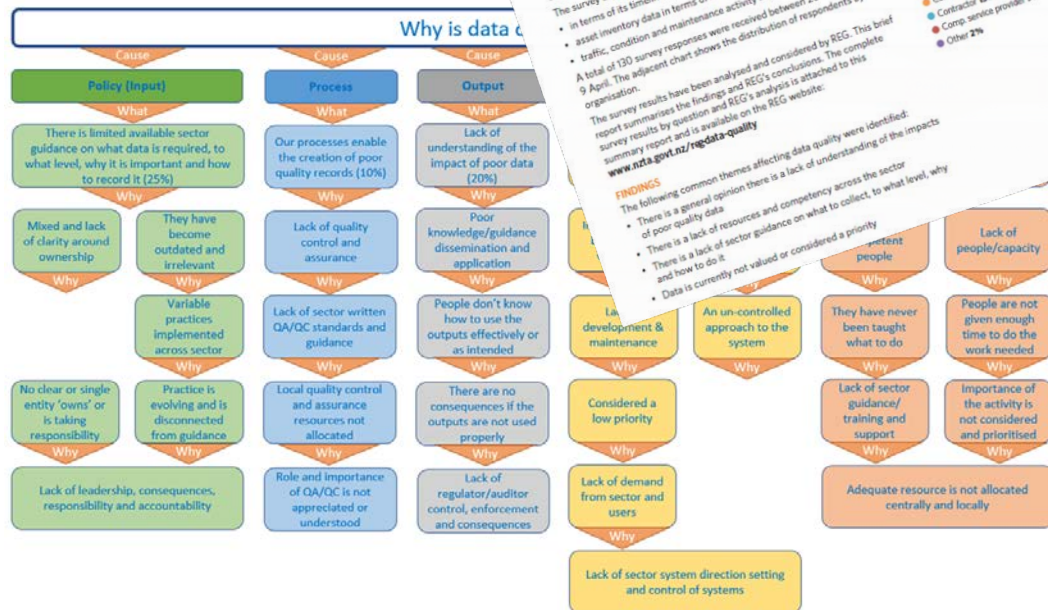 Why is data
Cause
Cause
Cause
Policy (Input)
Process
Output
What
What
What
There is limited available sector
guidance on what data is required, to
what level, why it is important and how
to record it (25%)
Our processes enable
the creation of poor
quality records (10%)
Lack of
understanding of the
impact of poor data
(20%)
Why
Why
Why
Mixed and lack
of clarity around
ownership
They have
become
outdated and
irrelevant
Lack of quality
control and
assurance
Poor
knowledge/guidance
dissemination and
application
people
Lack of
people/capacity
Why
Why
Why
Why
Why
Why
Variable
practices
implemented
across sector
Lack of sector written
QA/QC standards and
guidance
People don't know
how to use the
outputs effectively or
as intended
development &
maintenance
An un-controlled
approach to the
system
They have never
been taught
what to do
People are not
given enough
time to do the
work needed
Why
Why
Why
Why
Why
Why
No clear or single
entity 'owns' or
is taking
responsibility
Practice is
evolving and is
disconnected
from guidance
Local quality control
and assurance
resources not
allocated
There are no
consequences if the
outputs are not used
properly
Considered a
low priority
Lack of sector
guidance/
training and
support
Importance of
the activity is
not considered
and prioritised
Why
Why
Why
Why
Why
Why
Why
Lack of leadership, consequences,
responsibility and accountability
Role and importance
of QA/QC is not
appreciated or
understood
Lack of
regulator/auditor
control, enforcement
and consequences
Lack of demand
from sector and
users
Adequate resource is not allocated
centrally and locally
Why
Lack of sector system direction setting
and control of systems
The survey
• in terms of its
• asset inventory data in terms of
• traffic, condition and maintenance activity
A total of 130 survey responses were received between
9 April. The adjacent chart shows the distribution of respondents
organisation.
The survey results have been analysed and considered by REG. This brief
report summarises the findings and REG's conclusions. The complete
survey results by question and REG's analysis is attached to this
summary report and is available on the REG website:
www.nzta.govt.nz/regdata-quality
FINDINGS
The following common themes affecting data quality were identified:
• There is a general opinion there is a lack of understanding of the impacts
of poor quality data
• There is a lack of resources and competency across the sector
• There is a lack of sector guidance on what to collect, to what level, why
and how to do it
• Data is currently not valued or considered a priority
Contractor
Comp. service provider
Other 2%